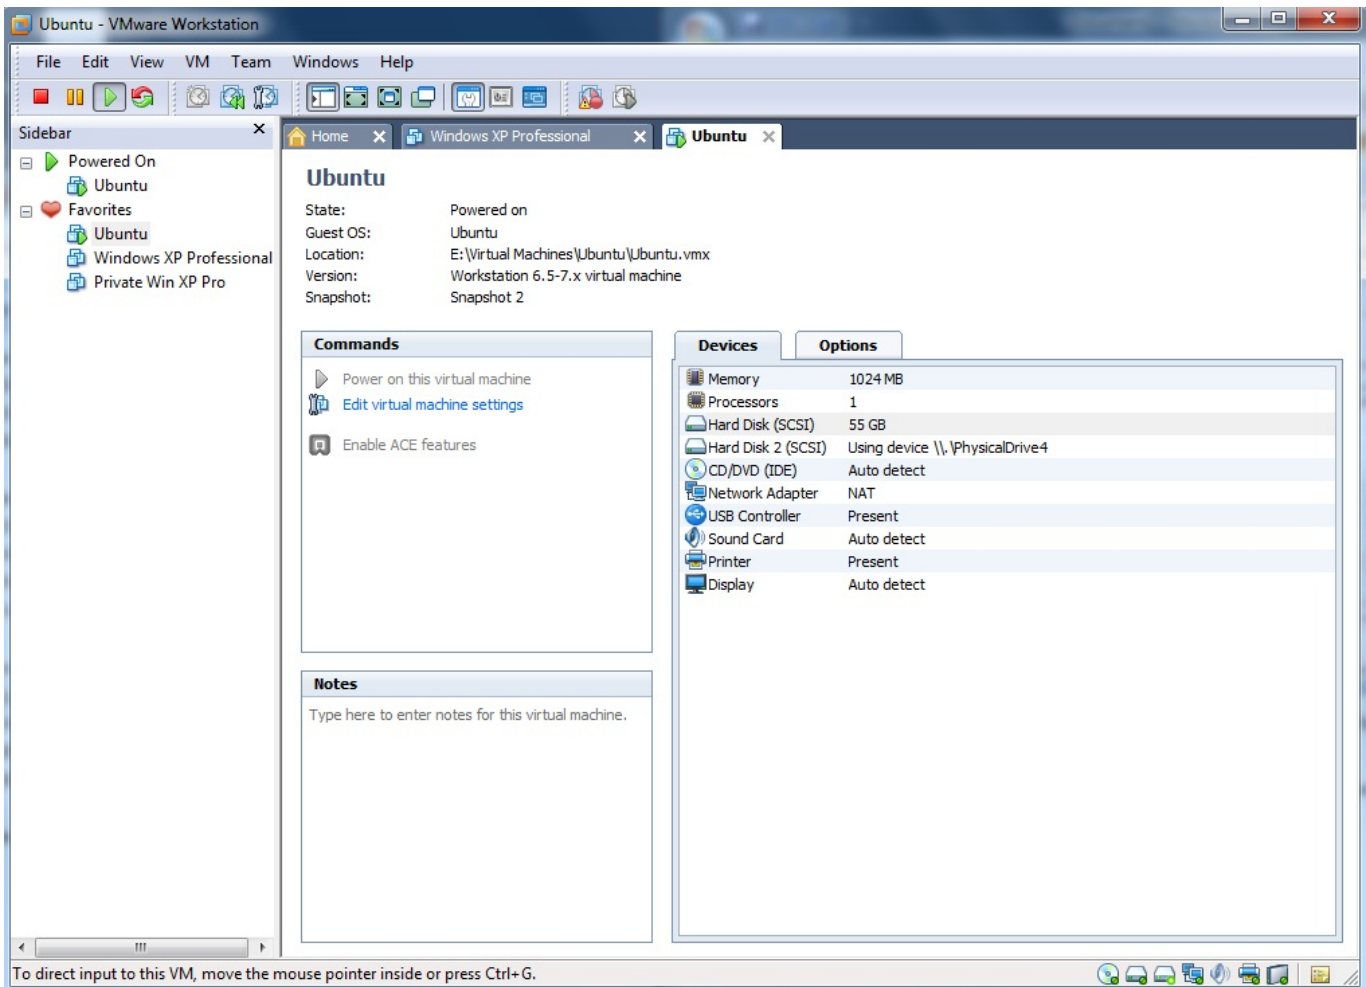 Ubuntu - VMware Workstation
File Edit View VM Team Windows Help
Sidebar
Powered On
Ubuntu
Favorites
Ubuntu
Windows XP Professional
Private Win XP Pro
Home Windows XP Professional Ubuntu
Ubuntu
State: Powered on
Guest OS: Ubuntu
Location: E:\Virtual Machines\Ubuntu\Ubuntu.vmx
Version: Workstation 6.5-7.x virtual machine
Snapshot: Snapshot 2
Commands
Power on this virtual machine
Edit virtual machine settings
Enable ACE features
Notes
Type here to enter notes for this virtual machine.
Devices Options
Memory 1024 MB
Processors 1
Hard Disk (SCSI) 55 GB
Hard Disk 2 (SCSI) Using device \\.\PhysicalDrive4
CD/DVD (IDE) Auto detect
Network Adapter NAT
USB Controller Present
Sound Card Auto detect
Printer Present
Display Auto detect
To direct input to this VM, move the mouse pointer inside or press Ctrl+G.